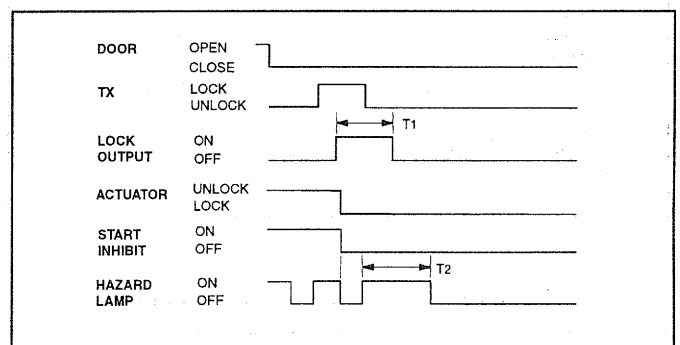 DOOR OPEN
CLOSE
TX LOCK
UNLOCK
T1
LOCK ON
OUTPUT OFF
ACTUATOR UNLOCK
LOCK
START ON
INHIBIT OFF
T2
HAZARD ON
LAMP OFF